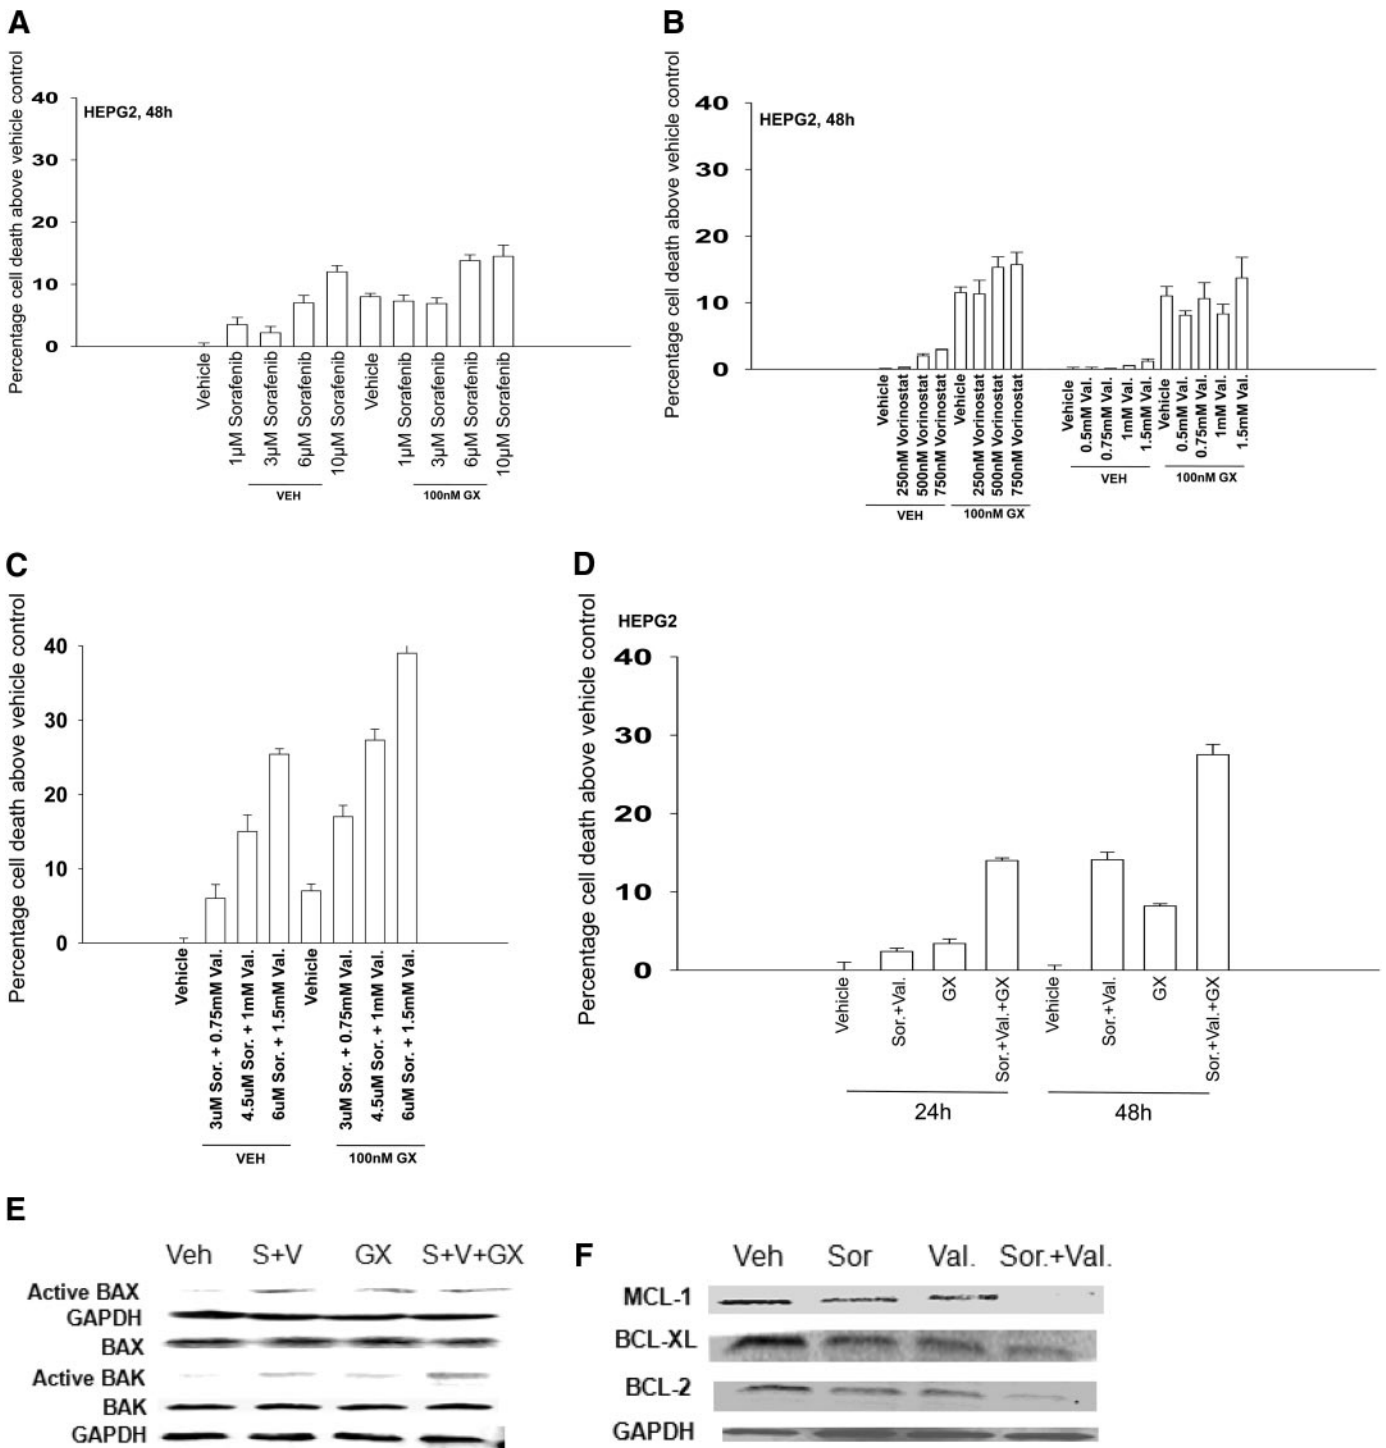 A
Percentage cell death above vehicle control
40
30
20
10
0
HEPG2, 48h
Vehicle
1µM Sorafenib
3µM Sorafenib
6µM Sorafenib
10µM Sorafenib
Vehicle
1µM Sorafenib
3µM Sorafenib
6µM Sorafenib
10µM Sorafenib
VEH
100nM GX
B
Percentage cell death above vehicle control
40
30
20
10
0
HEPG2, 48h
Vehicle
250nM Vorinostat
500nM Vorinostat
750nM Vorinostat
Vehicle
250nM Vorinostat
500nM Vorinostat
750nM Vorinostat
VEH
100nM GX
Vehicle
0.5mM Val.
0.75mM Val.
1mM Val.
1.5mM Val.
Vehicle
0.5mM Val.
0.75mM Val.
1mM Val.
1.5mM Val.
VEH
100nM GX
C
Percentage cell death above vehicle control
40
30
20
10
0
Vehicle
3uM Sor. + 0.75mM Val.
4.5uM Sor. + 1mM Val.
6uM Sor. + 1.5mM Val.
Vehicle
3uM Sor. + 0.75mM Val.
4.5uM Sor. + 1mM Val.
6uM Sor. + 1.5mM Val.
VEH
100nM GX
D
Percentage cell death above vehicle control
HEPG2
40
30
20
10
0
Vehicle
Sor.+Val.
GX
Sor.+Val.+GX
Vehicle
Sor.+Val.
GX
Sor.+Val.+GX
24h
48h
E
Veh S+V GX S+V+GX
Active BAX
GAPDH
BAX
Active BAK
BAK
GAPDH
F
Veh Sor Val. Sor.+Val.
MCL-1
BCL-XL
BCL-2
GAPDH